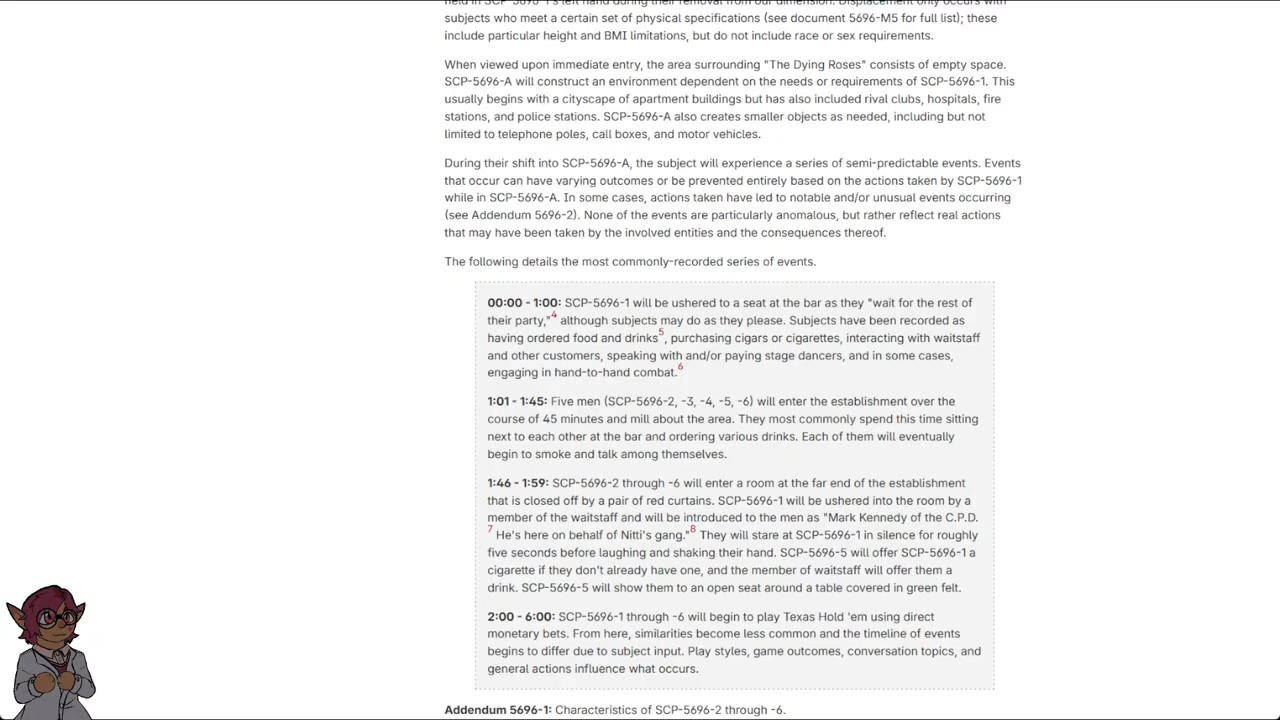 held in SCP-5696-1's left hand during their removal from our dimension. Displacement only occurs with
subjects who meet a certain set of physical specifications (see document 5696-M5 for full list); these
include particular height and BMI limitations, but do not include race or sex requirements.
When viewed upon immediate entry, the area surrounding "The Dying Roses" consists of empty space.
SCP-5696-A will construct an environment dependent on the needs or requirements of SCP-5696-1. This
usually begins with a cityscape of apartment buildings but has also included rival clubs, hospitals, fire
stations, and police stations. SCP-5696-A also creates smaller objects as needed, including but not
limited to telephone poles, call boxes, and motor vehicles.
During their shift into SCP-5696-A, the subject will experience a series of semi-predictable events. Events
that occur can have varying outcomes or be prevented entirely based on the actions taken by SCP-5696-1
while in SCP-5696-A. In some cases, actions taken have led to notable and/or unusual events occurring
(see Addendum 5696-2). None of the events are particularly anomalous, but rather reflect real actions
that may have been taken by the involved entities and the consequences thereof.
The following details the most commonly-recorded series of events.
00:00 - 1:00: SCP-5696-1 will be ushered to a seat at the bar as they "wait for the rest of
their party,"4 although subjects may do as they please. Subjects have been recorded as
having ordered food and drinks5, purchasing cigars or cigarettes, interacting with waitstaff
and other customers, speaking with and/or paying stage dancers, and in some cases,
engaging in hand-to-hand combat.6
1:01 - 1:45: Five men (SCP-5696-2, -3, -4, -5, -6) will enter the establishment over the
course of 45 minutes and mill about the area. They most commonly spend this time sitting
next to each other at the bar and ordering various drinks. Each of them will eventually
begin to smoke and talk among themselves.
1:46 - 1:59: SCP-5696-2 through -6 will enter a room at the far end of the establishment
that is closed off by a pair of red curtains. SCP-5696-1 will be ushered into the room by a
member of the waitstaff and will be introduced to the men as "Mark Kennedy of the C.P.D.
7 He's here on behalf of Nitti's gang."8 They will stare at SCP-5696-1 in silence for roughly
five seconds before laughing and shaking their hand. SCP-5696-5 will offer SCP-5696-1 a
cigarette if they don't already have one, and the member of waitstaff will offer them a
drink. SCP-5696-5 will show them to an open seat around a table covered in green felt.
2:00 - 6:00: SCP-5696-1 through -6 will begin to play Texas Hold 'em using direct
monetary bets. From here, similarities become less common and the timeline of events
begins to differ due to subject input. Play styles, game outcomes, conversation topics, and
general actions influence what occurs.
Addendum 5696-1: Characteristics of SCP-5696-2 through -6.